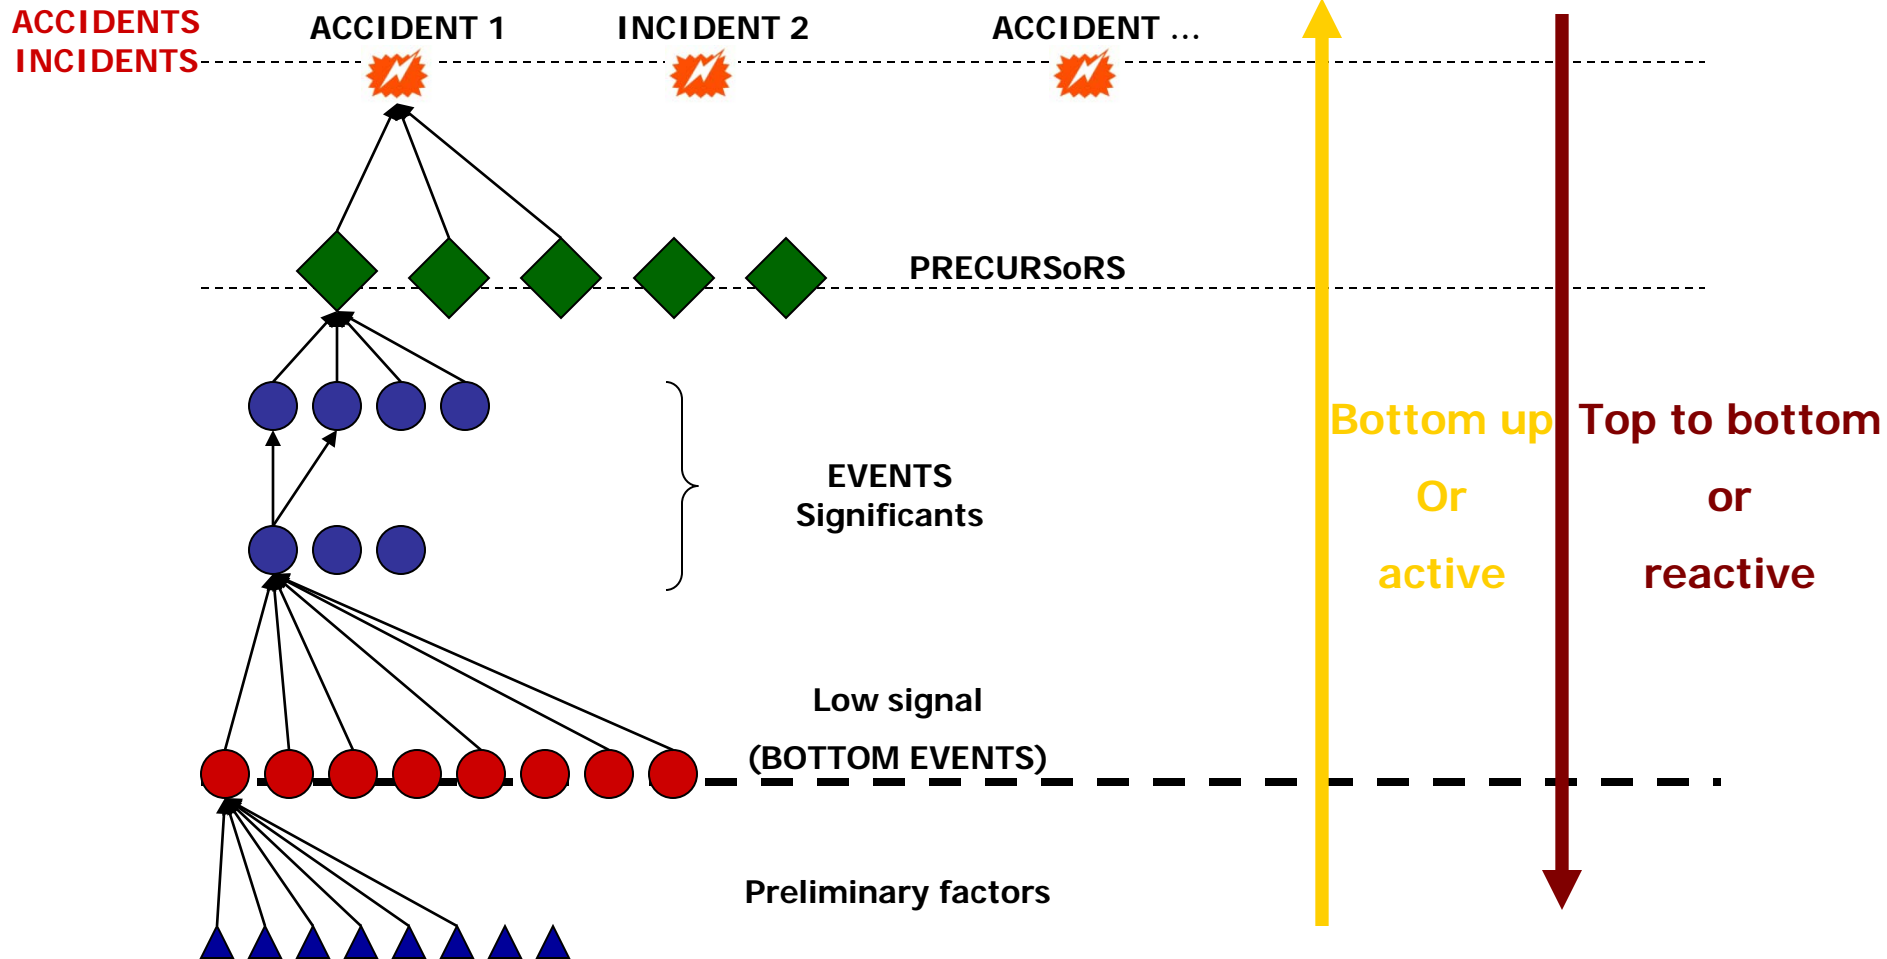 ACCIDENTS
INCIDENTS
ACCIDENT 1
INCIDENT 2
ACCIDENT …
PRECURSoRS
EVENTS
Significants
Bottom up
Or
active
Top to bottom
or
reactive
Low signal
(BOTTOM EVENTS)
Preliminary factors